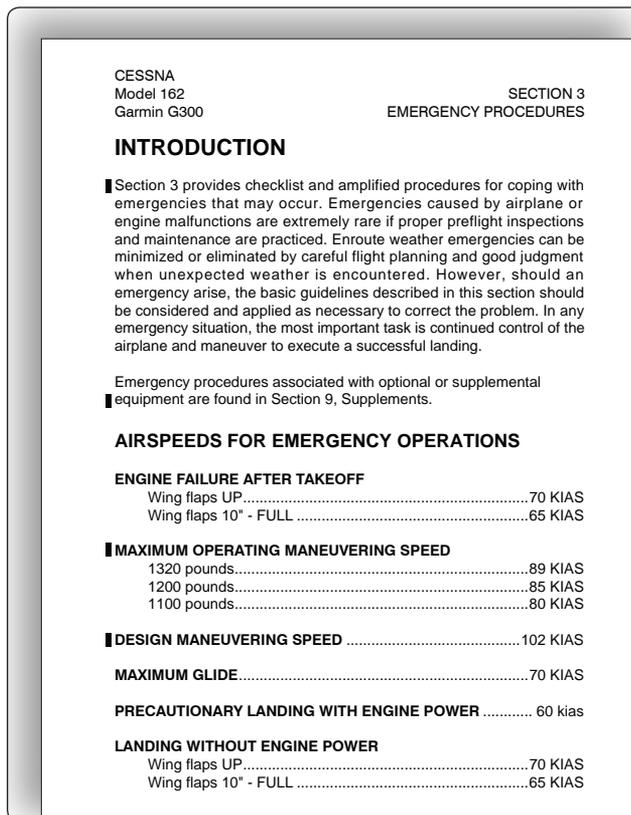 CESSNA
Model 162 SECTION 3
Garmin G300 EMERGENCY PROCEDURES
INTRODUCTION
Section 3 provides checklist and amplified procedures for coping with
emergencies that may occur. Emergencies caused by airplane or
engine malfunctions are extremely rare if proper preflight inspections
and maintenance are practiced. Enroute weather emergencies can be
minimized or eliminated by careful flight planning and good judgment
when unexpected weather is encountered. However, should an
emergency arise, the basic guidelines described in this section should
be considered and applied as necessary to correct the problem. In any
emergency situation, the most important task is continued control of the
airplane and maneuver to execute a successful landing.
Emergency procedures associated with optional or supplemental
equipment are found in Section 9, Supplements.
AIRSPEEDS FOR EMERGENCY OPERATIONS
ENGINE FAILURE AFTER TAKEOFF
Wing flaps UP..................................................................70 KIAS
Wing flaps 10" - FULL ......................................................65 KIAS
MAXIMUM OPERATING MANEUVERING SPEED
1320 pounds....................................................................89 KIAS
1200 pounds....................................................................85 KIAS
1100 pounds....................................................................80 KIAS
DESIGN MANEUVERING SPEED ........................................102 KIAS
MAXIMUM GLIDE...................................................................70 KIAS
PRECAUTIONARY LANDING WITH ENGINE POWER ............ 60 kias
LANDING WITHOUT ENGINE POWER
Wing flaps UP..................................................................70 KIAS
Wing flaps 10" - FULL ......................................................65 KIAS